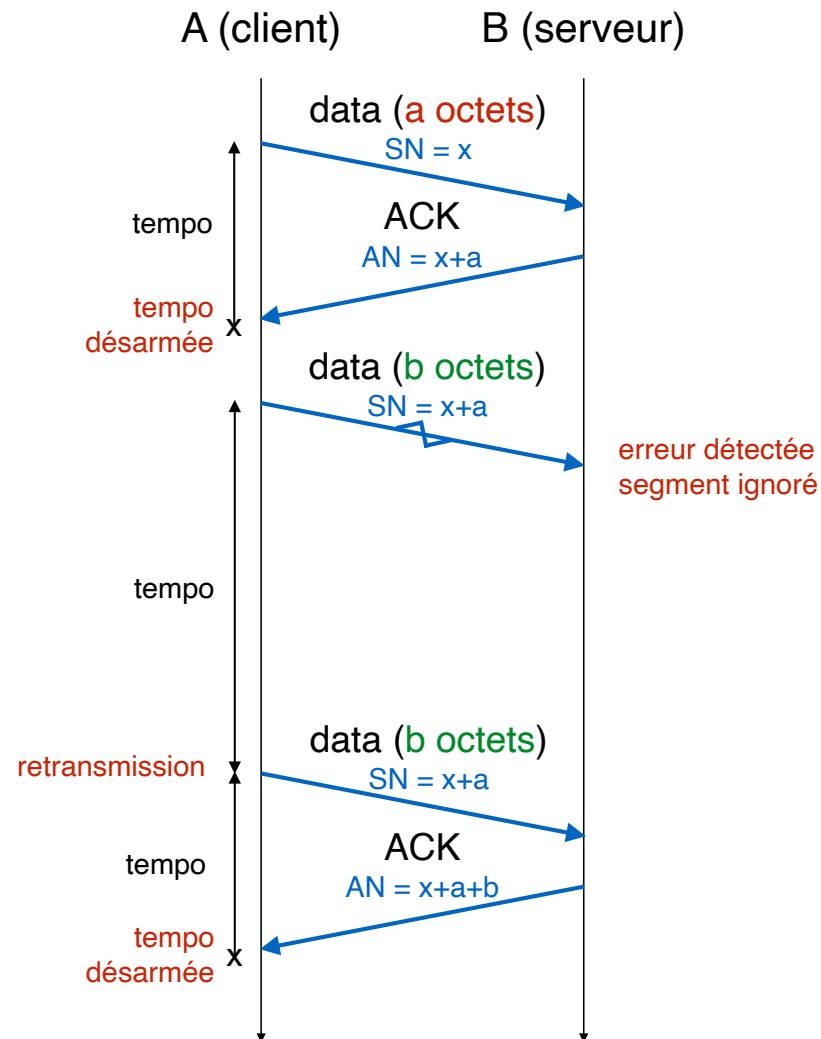 A (client) B (serveur)
data (a octets)
SN = x
tempo
ACK
AN = x+a
tempo
désarmée
x
data (b octets)
SN = x+a
erreur détectée
segment ignoré
tempo
data (b octets)
retransmission
SN = x+a
ACK
tempo
AN = x+a+b
tempo
désarmée
x